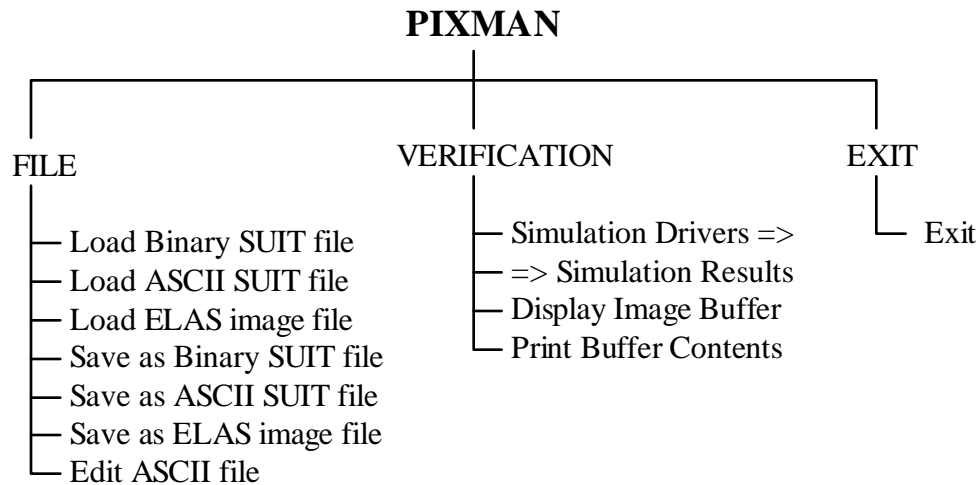 PIXMAN
FILE
Load Binary SUIT file
Load ASCII SUIT file
Load ELAS image file
Save as Binary SUIT file
Save as ASCII SUIT file
Save as ELAS image file
Edit ASCII file
VERIFICATION
Simulation Drivers =>
=> Simulation Results
Display Image Buffer
Print Buffer Contents
EXIT
Exit